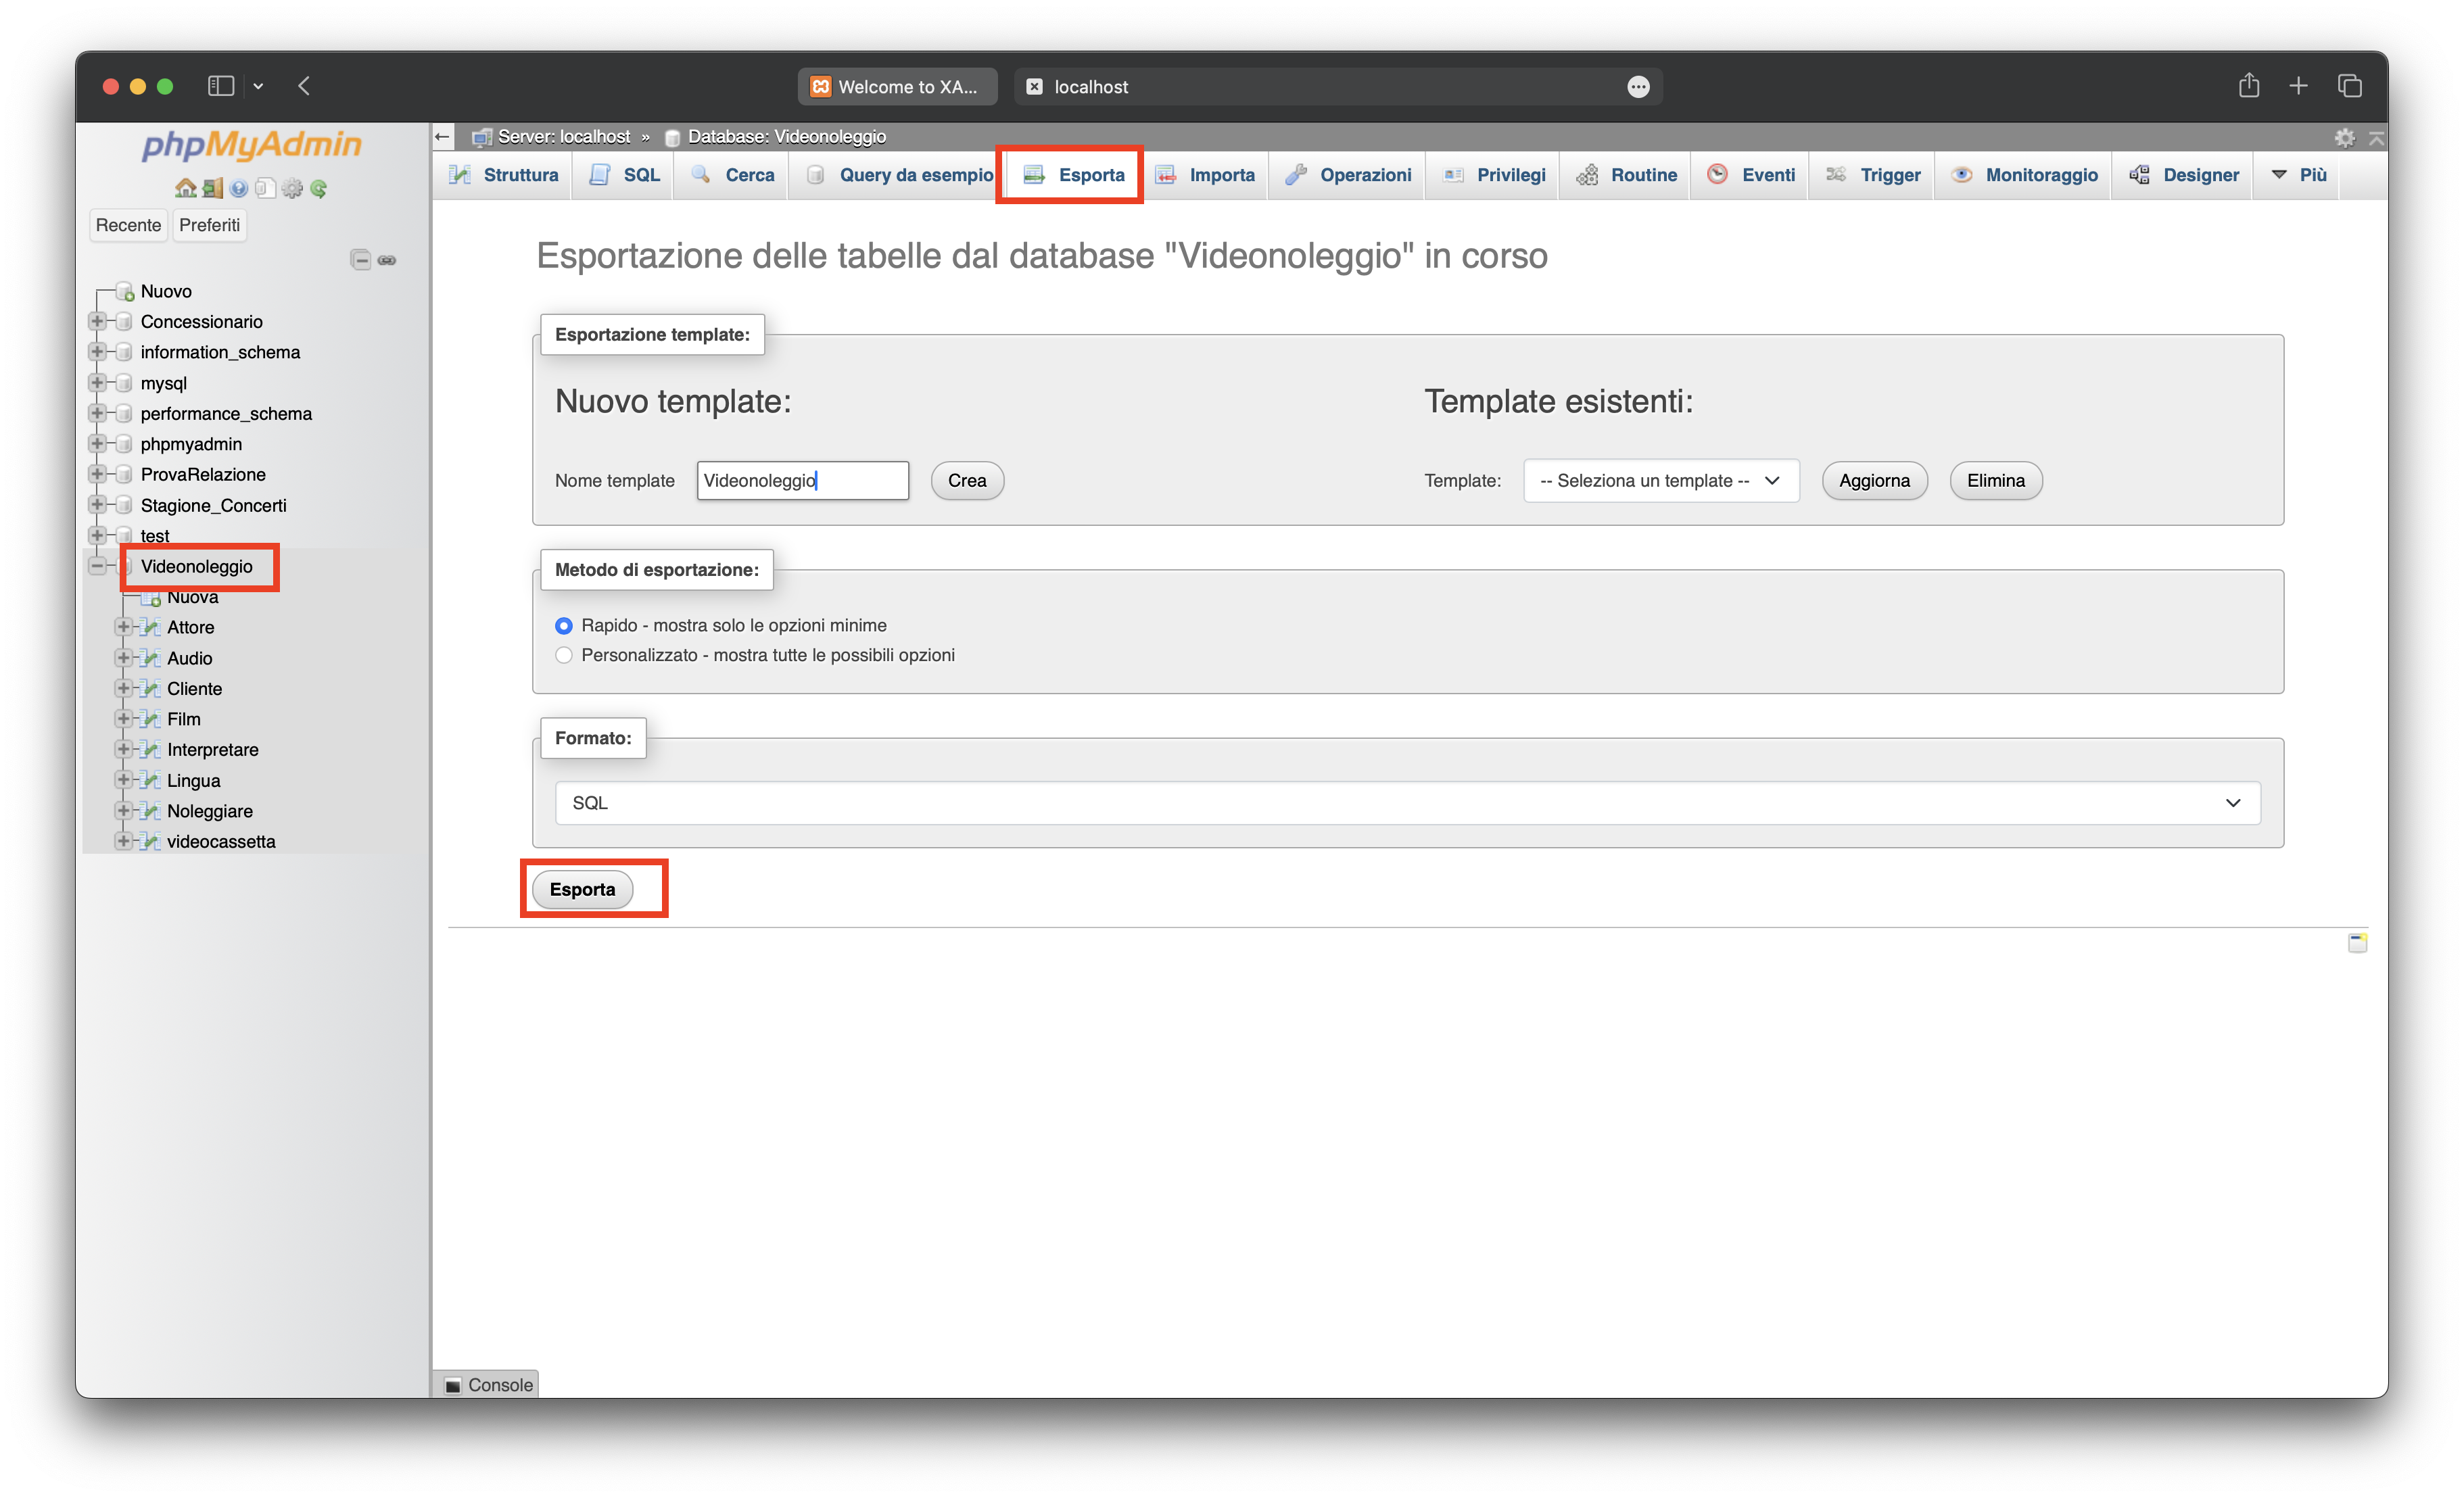 Welcome to XA...
localhost
phpMyAdmin
Recente
Preferiti
Nuovo
Concessionario
information_schema
mysql
performance_schema
phpmyadmin
ProvaRelazione
Stagione_Concerti
test
Videonoleggio
Nuova
Attore
Audio
Cliente
Film
Interpretare
Lingua
Noleggiare
videocassetta
Server: localhost » Database: Videonoleggio
Struttura
SQL
Cerca
Query da esempio
Esporta
Importa
Operazioni
Privilegi
Routine
Eventi
Trigger
Monitoraggio
Designer
Più
Esportazione delle tabelle dal database "Videonoleggio" in corso
Esportazione template:
Nuovo template:
Nome template
Videonoleggio
Crea
Template esistenti:
Template:
-- Seleziona un template --
Aggiorna
Elimina
Metodo di esportazione:
Rapido - mostra solo le opzioni minime
Personalizzato - mostra tutte le possibili opzioni
Formato:
SQL
Esporta
Console